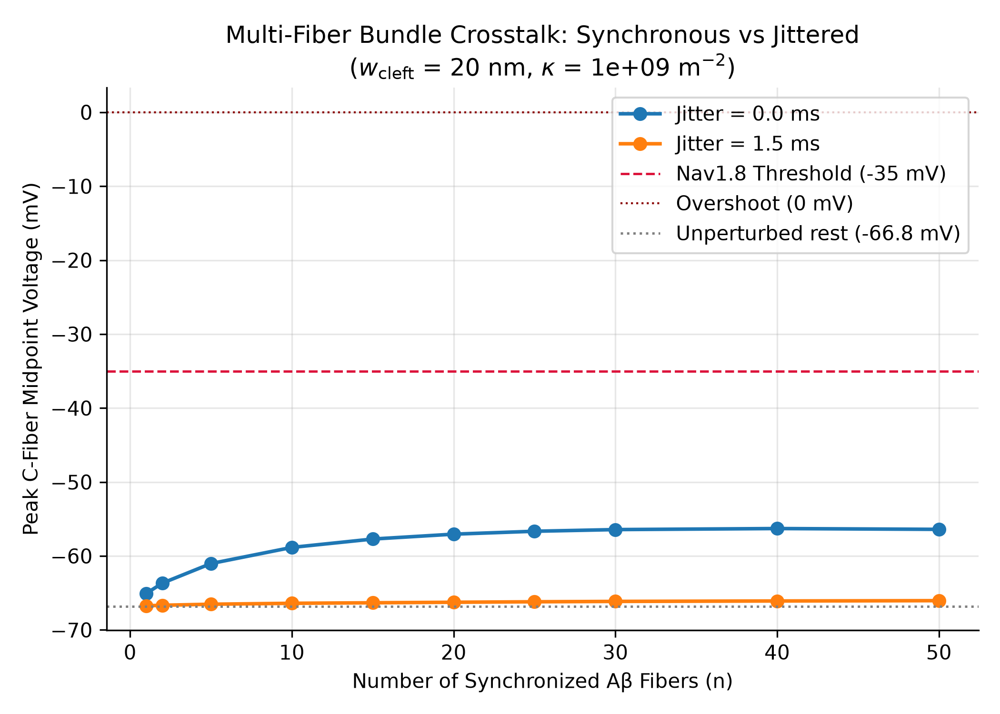 Multi-Fiber Bundle Crosstalk: Synchronous vs Jittered
(w_cleft = 20 nm, κ = 1e+09 m⁻²)
Jitter = 0.0 ms
Jitter = 1.5 ms
Nav1.8 Threshold (-35 mV)
Overshoot (0 mV)
Unperturbed rest (-66.8 mV)
Peak C-Fiber Midpoint Voltage (mV)
0
−10
−20
−30
−40
−50
−60
−70
0 10 20 30 40 50
Number of Synchronized Aβ Fibers (n)